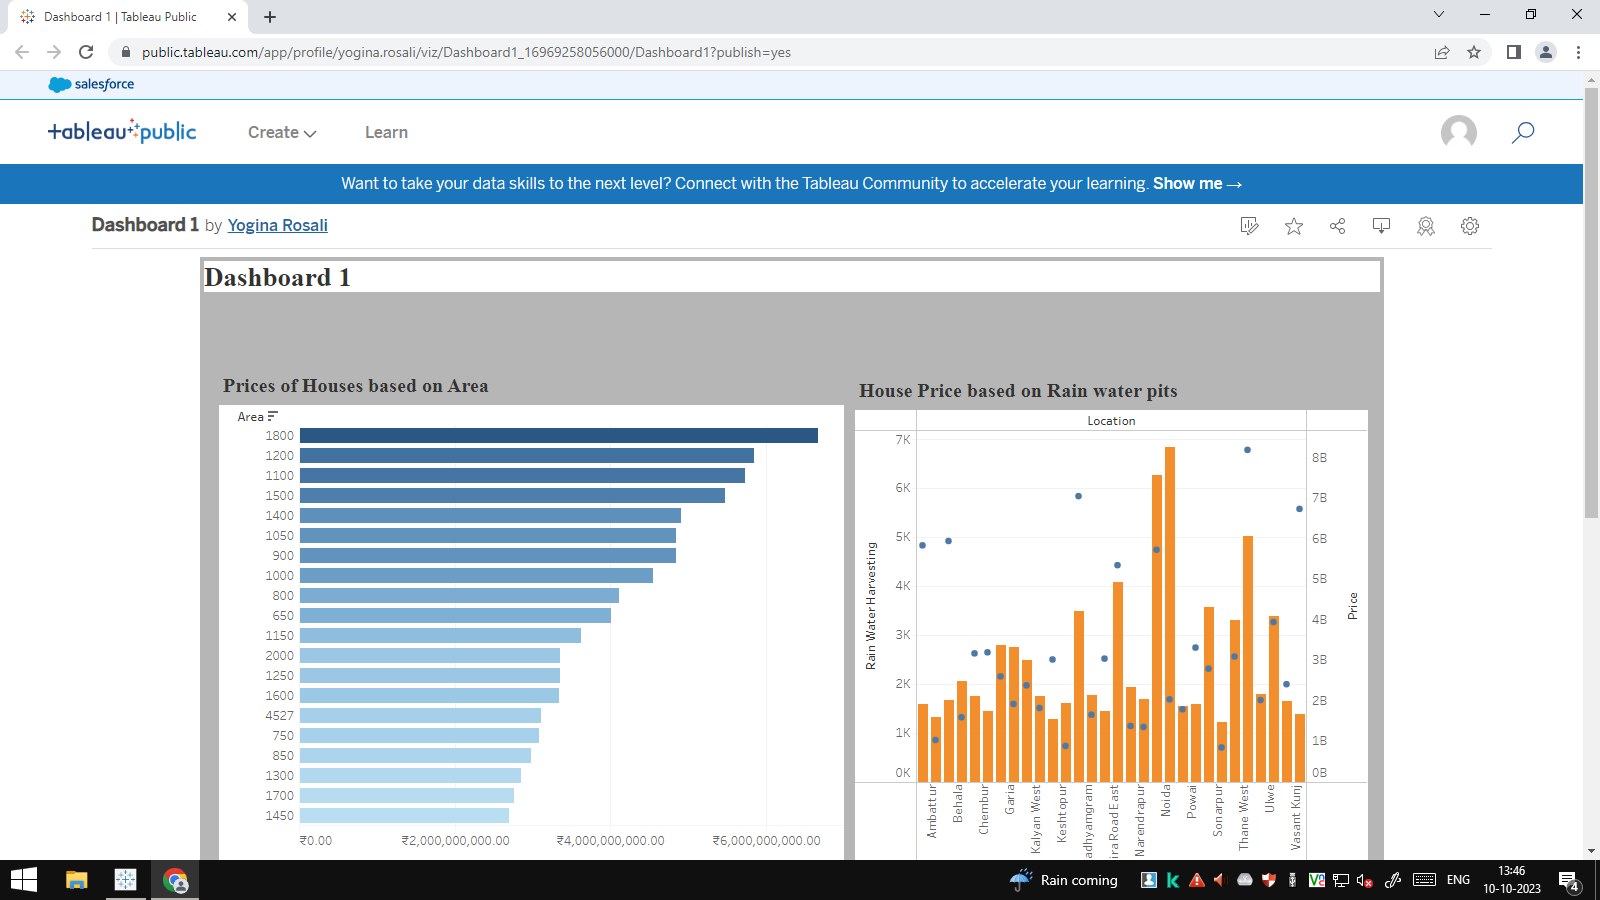 Dashboard 1 | Tableau Public
public.tableau.com/app/profile/yogina.rosali/viz/Dashboard1_16969258056000/Dashboard1?publish=yes
salesforce
+ableau+public
Create
Learn
Want to take your data skills to the next level? Connect with the Tableau Community to accelerate your learning. Show me →
Dashboard 1 by Yogina Rosali
Dashboard 1
Prices of Houses based on Area
Area
1800
1200
1100
1500
1400
1050
900
1000
800
650
1150
2000
1250
1600
4527
750
850
1300
1700
1450
₹0.00 ₹2,000,000,000.00 ₹4,000,000,000.00 ₹6,000,000,000.00
House Price based on Rain water pits
Location
Rain Water Harvesting
7K
6K
5K
4K
3K
2K
1K
0K
8B
7B
6B
5B
4B
3B
2B
1B
0B
Price
Ambattur
Behala
Chembur
Garia
Kalyan West
Keshtopur
adhyamgram
ira Road East
Narendrapur
Noida
Powai
Sonarpur
Thane West
Ulwe
Vasant Kunj
Rain coming
ENG
13:46
10-10-2023
4